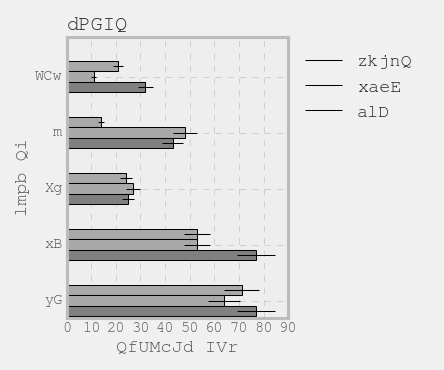 dPGIQ
zkjnQ
xaeE
alD
lmpb Qi
WCw
m
Xg
xB
yG
0 10 20 30 40 50 60 70 80 90
QfUMcJd IVr